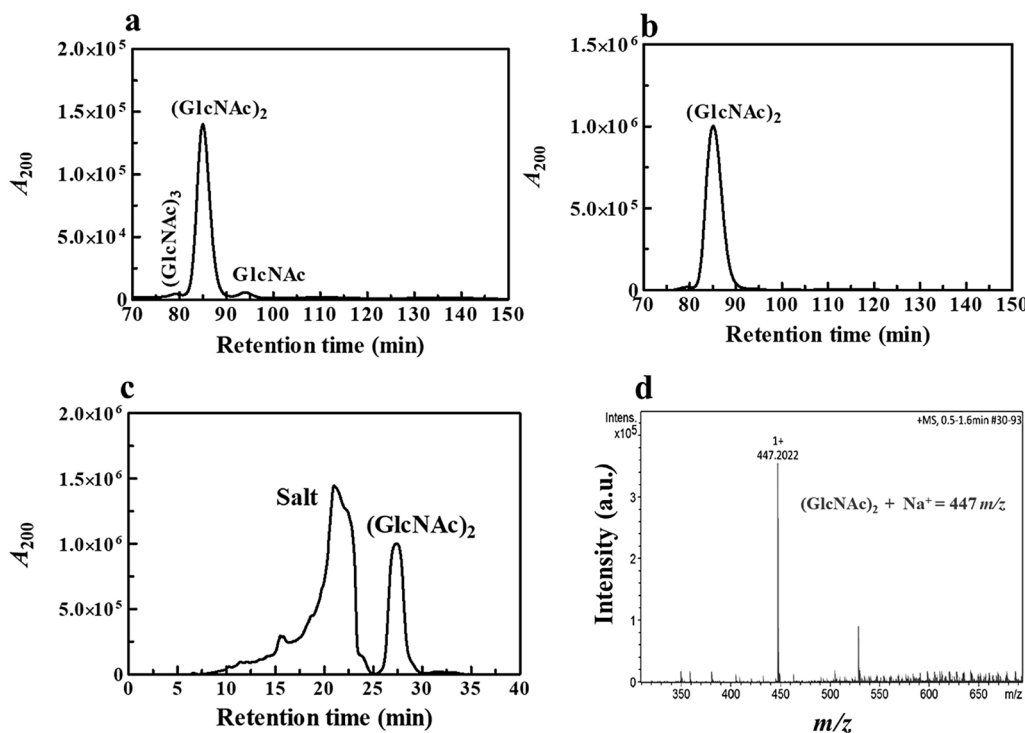 a
2.0×10⁵
1.5×10⁵
1.0×10⁵
5.0×10⁴
0
A₂₀₀
(GlcNAc)₂
(GlcNAc)₃
GlcNAc
70 80 90 100 110 120 130 140 150
Retention time (min)
b
1.5×10⁶
1.0×10⁶
5.0×10⁵
0
A₂₀₀
(GlcNAc)₂
70 80 90 100 110 120 130 140 150
Retention time (min)
c
2.0×10⁶
1.5×10⁶
1.0×10⁶
5.0×10⁵
0
A₂₀₀
Salt
(GlcNAc)₂
0 5 10 15 20 25 30 35 40
Retention time (min)
d
Intens.
x10⁵
+MS, 0.5-1.6min #30-93
1+
447.2022
(GlcNAc)₂ + Na⁺ = 447 m/z
3
2
1
0
Intensity (a.u.)
350 400 450 500 550 600 650 m/z
m/z